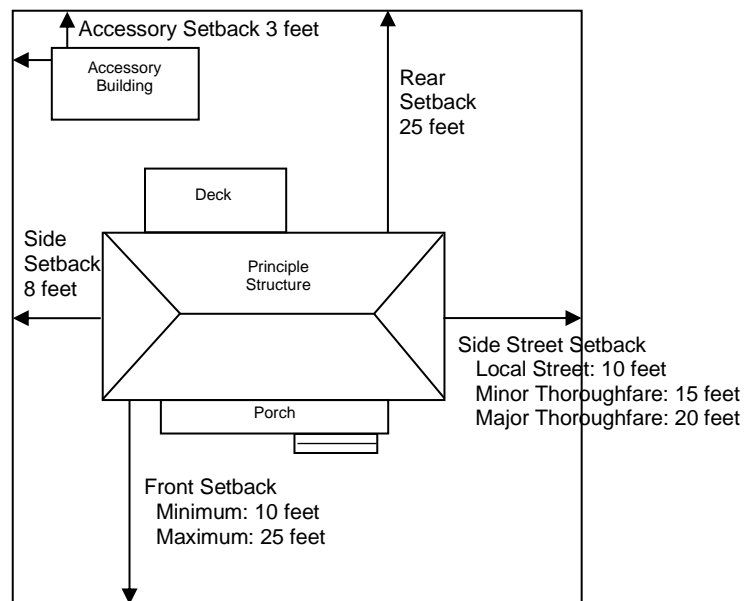 Accessory Setback 3 feet
Accessory
Building
Rear
Setback
25 feet
Deck
Side
Setback
8 feet
Principle
Structure
Side Street Setback
Local Street: 10 feet
Minor Thoroughfare: 15 feet
Major Thoroughfare: 20 feet
Porch
Front Setback
Minimum: 10 feet
Maximum: 25 feet